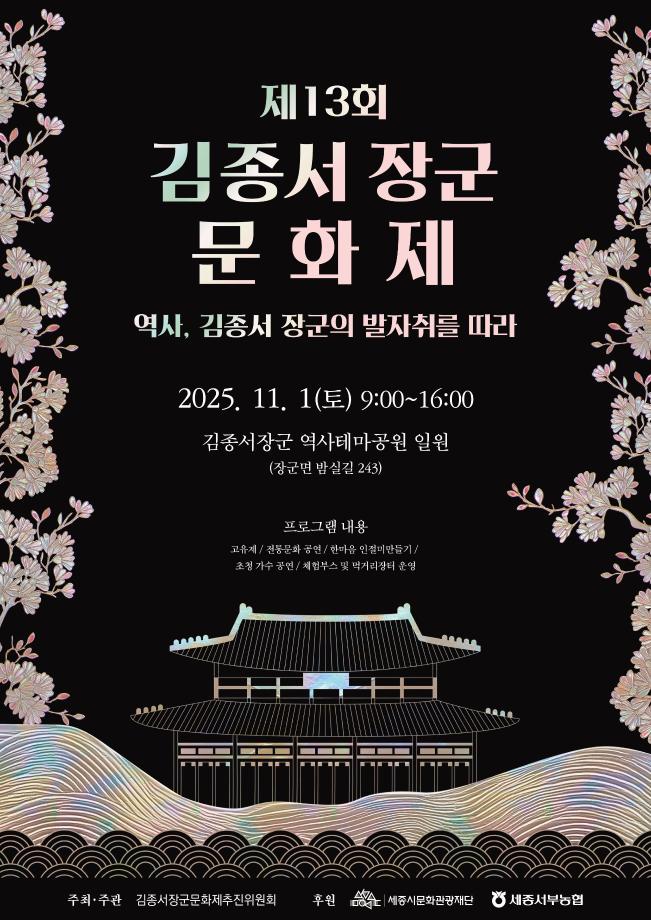 제13회
김종서 장군
문화제
역사, 김종서 장군의 발자취를 따라
2025. 11. 1(토) 9:00~16:00
김종서장군 역사테마공원 일원
(장군면 밤실길 243)
프로그램 내용
고유제 / 전통문화 공연 / 한마음 인절미만들기 /
초청 가수 공연 / 체험부스 및 먹거리장터 운영
주최·주관 김종서장군문화제추진위원회 후원 세종시문화관광재단 세종서부농협